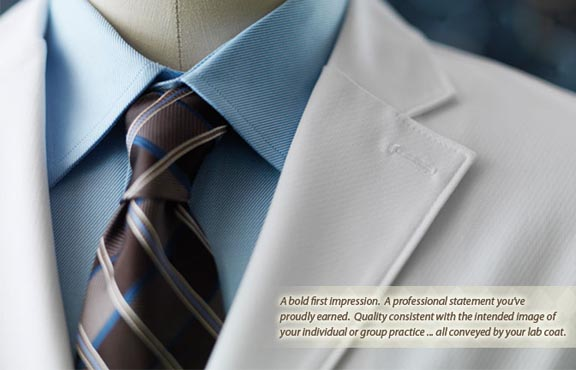 A bold first impression.  A professional statement you've
proudly earned.  Quality consistent with the intended image of
your individual or group practice ... all conveyed by your lab coat.